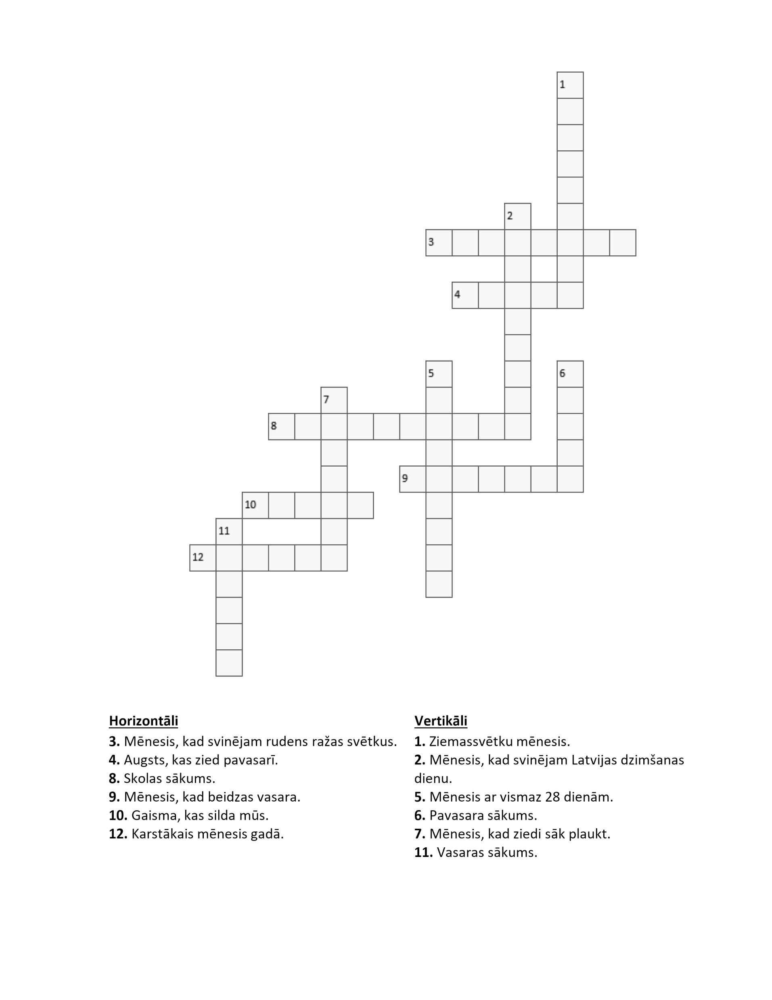 1
2
3
4
5
6
7
8
9
10
11
12
Horizontāli
3. Mēnesis, kad svinējam rudens ražas svētkus.
4. Augsts, kas zied pavasarī.
8. Skolas sākums.
9. Mēnesis, kad beidzas vasara.
10. Gaisma, kas silda mūs.
12. Karstākais mēnesis gadā.
Vertikāli
1. Ziemassvētku mēnesis.
2. Mēnesis, kad svinējam Latvijas dzimšanas
dienu.
5. Mēnesis ar vismaz 28 dienām.
6. Pavasara sākums.
7. Mēnesis, kad ziedi sāk plaukt.
11. Vasaras sākums.